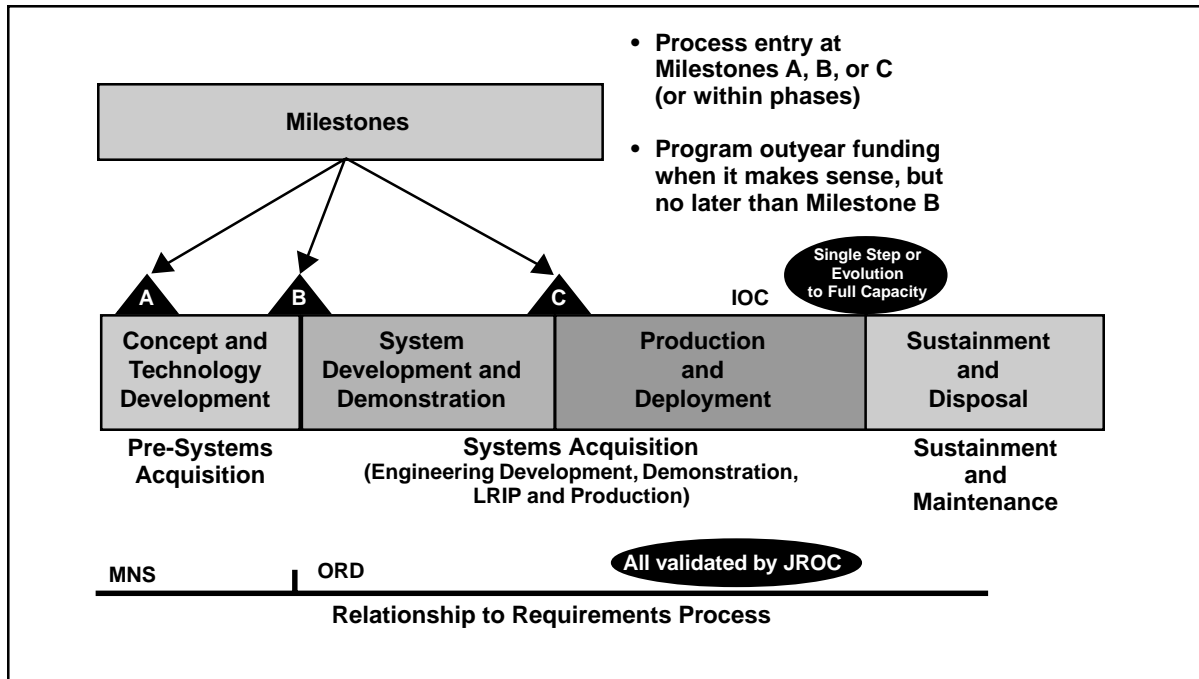 • Process entry at
Milestones A, B, or C
(or within phases)
• Program outyear funding
when it makes sense, but
no later than Milestone B
Milestones
A
B
C
IOC
Single Step or
Evolution
to Full Capacity
Concept and
Technology
Development
System
Development and
Demonstration
Production
and
Deployment
Sustainment
and
Disposal
Pre-Systems
Acquisition
Systems Acquisition
(Engineering Development, Demonstration,
LRIP and Production)
Sustainment
and
Maintenance
MNS
ORD
All validated by JROC
Relationship to Requirements Process